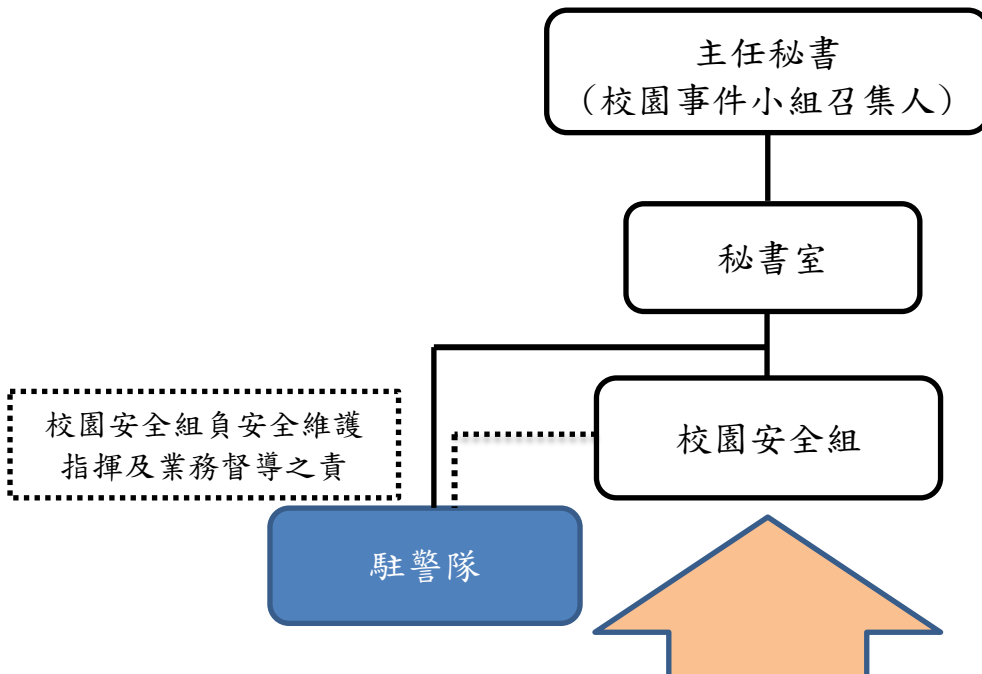 主任秘書
（校園事件小組召集人）
秘書室
校園安全組
校園安全組負安全維護
指揮及業務督導之責
駐警隊